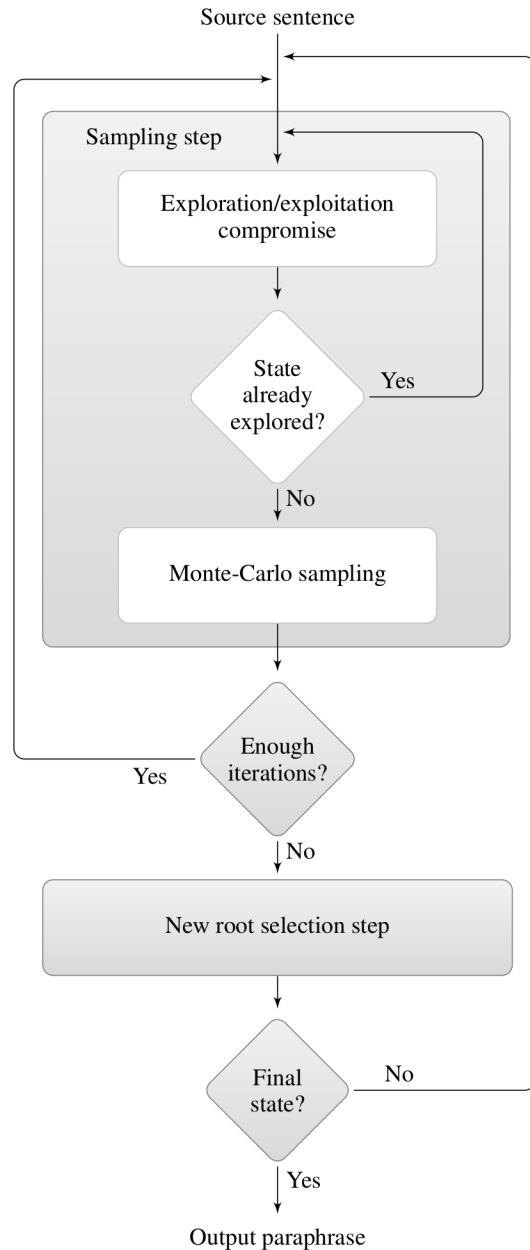 Source sentence
Sampling step
Exploration/exploitation
compromise
State
already
explored?
Yes
No
Monte-Carlo sampling
Enough
iterations?
Yes
No
New root selection step
Final
state?
No
Yes
Output paraphrase